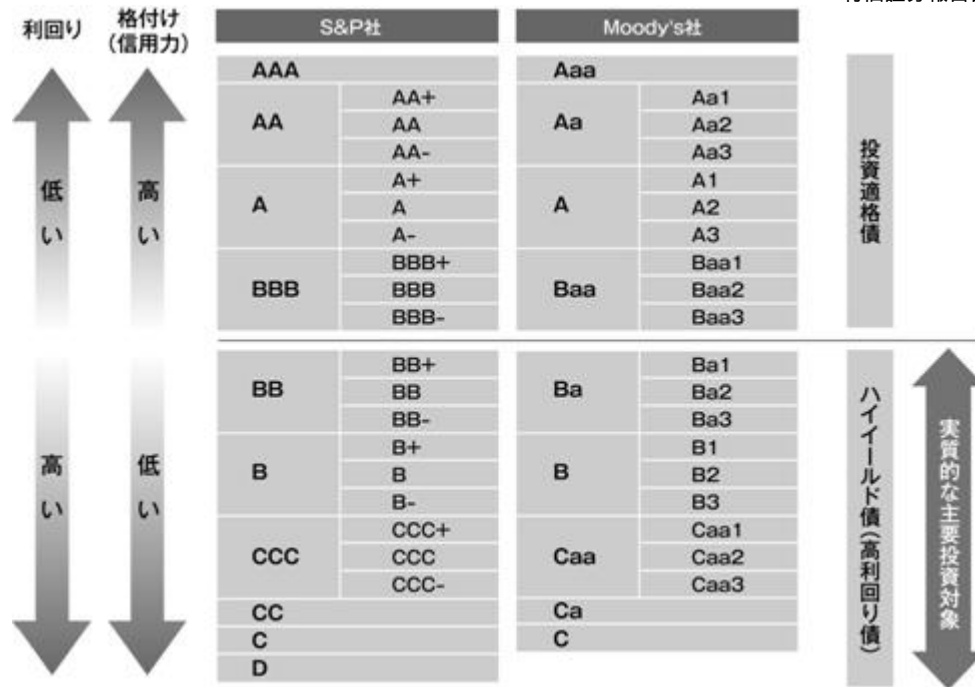 利回り
格付け
(信用力)
S&P社
Moody's社
AAA
Aaa
AA
AA+
AA
AA-
Aa
Aa1
Aa2
Aa3
A
A+
A
A-
A
A1
A2
A3
BBB
BBB+
BBB
BBB-
Baa
Baa1
Baa2
Baa3
低い
高い
投資適格債
BB
BB+
BB
BB-
Ba
Ba1
Ba2
Ba3
B
B+
B
B-
B
B1
B2
B3
CCC
CCC+
CCC
CCC-
Caa
Caa1
Caa2
Caa3
CC
Ca
C
C
D
高い
低い
ハイイールド債(高利回り債)
実質的な主要投資対象